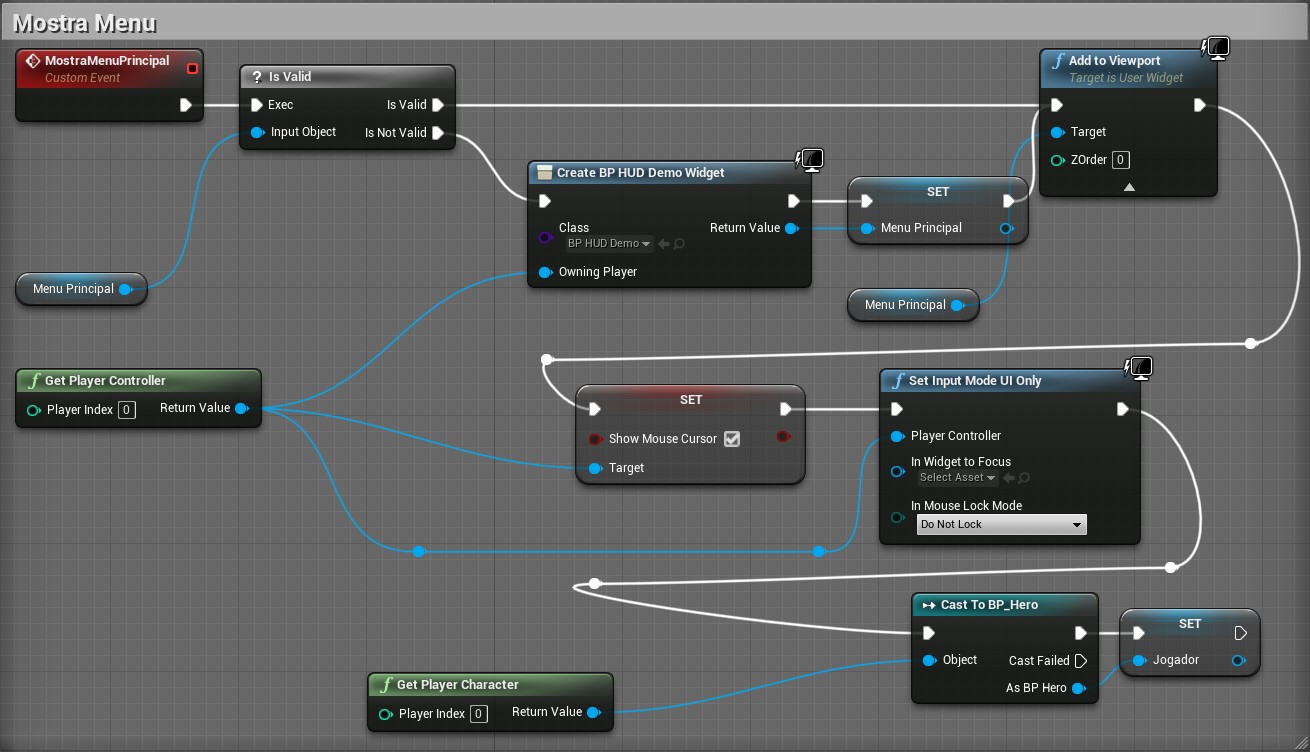 Mostra Menu
MostraMenuPrincipal
Custom Event
? Is Valid
Exec
Is Valid
Input Object
Is Not Valid
Menu Principal
Create BP HUD Demo Widget
Class
BP HUD Demo
Return Value
Owning Player
SET
Menu Principal
Menu Principal
f Add to Viewport
Target is User Widget
Target
ZOrder 0
f Get Player Controller
Player Index 0
Return Value
SET
Show Mouse Cursor
Target
f Set Input Mode UI Only
Player Controller
In Widget to Focus
Select Asset
In Mouse Lock Mode
Do Not Lock
f Get Player Character
Player Index 0
Return Value
Cast To BP_Hero
Object
Cast Failed
As BP Hero
SET
Jogador